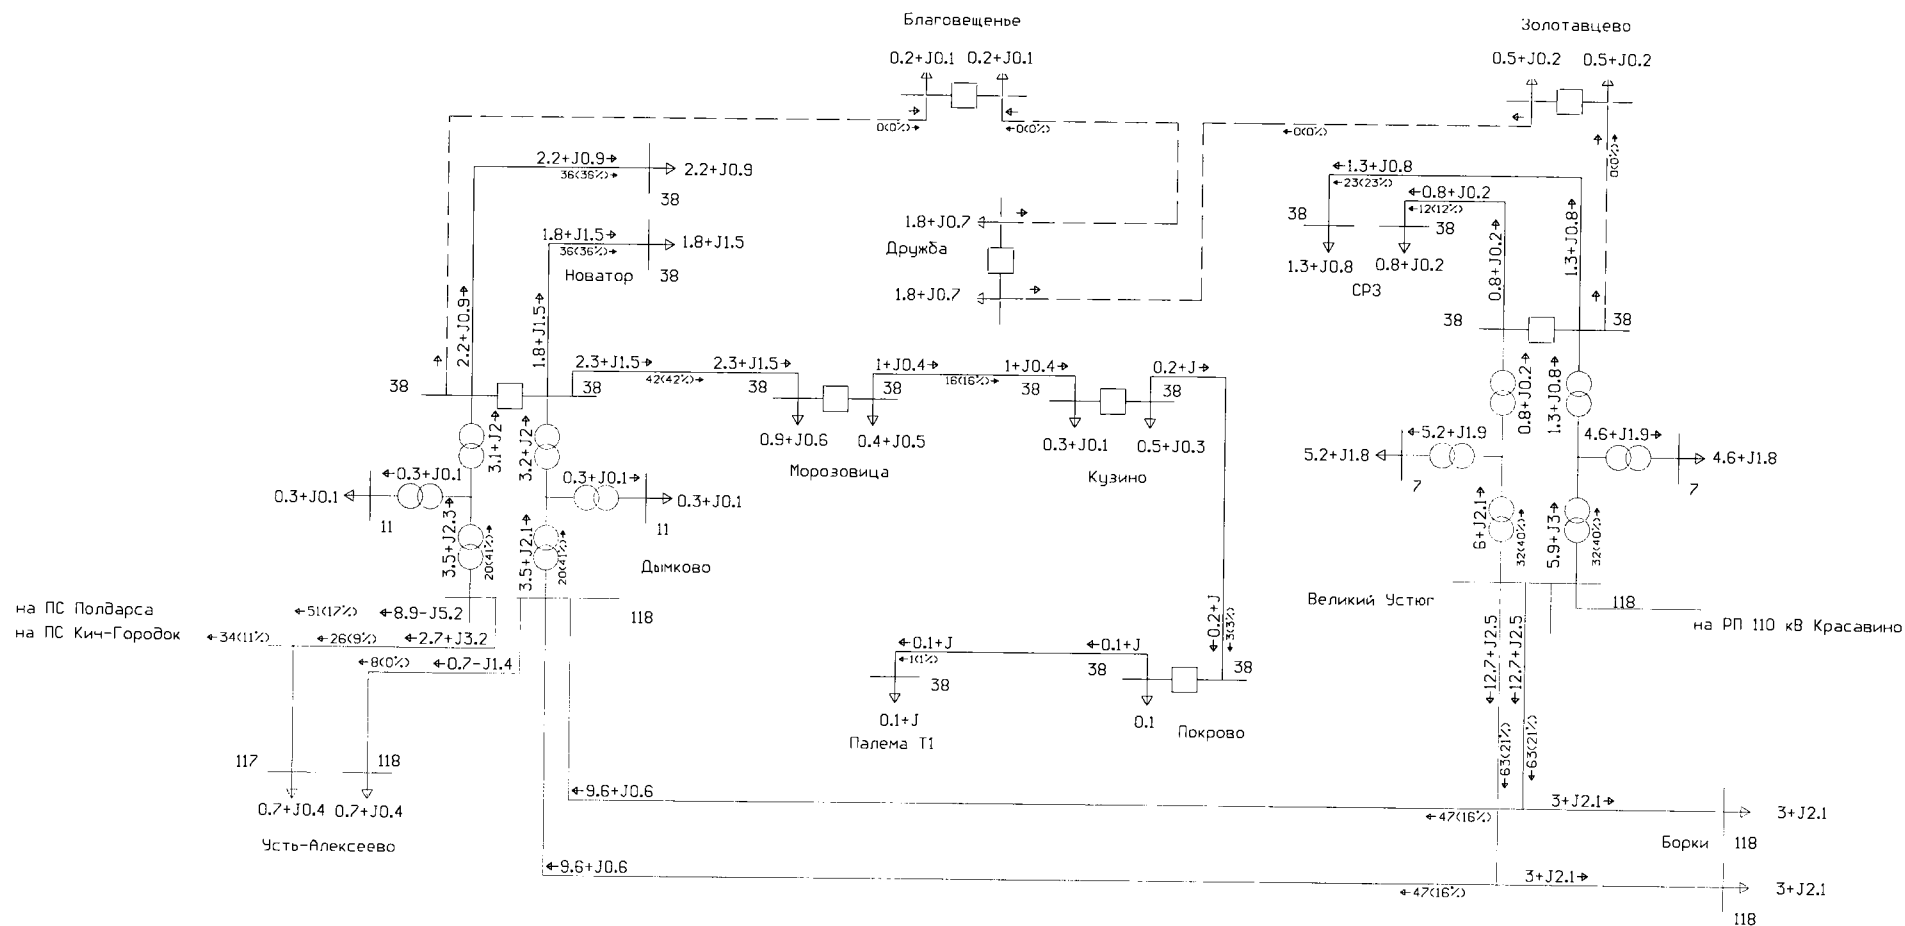 Благовещенье
Золотавцево
0.2+J0.1 0.2+J0.1
0.5+J0.2 0.5+J0.2
0(0%)→
←0(0%)
←0(0%)
0(0%)→
2.2+J0.9→
36(36%)→
2.2+J0.9
38
←1.3+J0.8
←23(23%)
←0.8+J0.2
←12(12%)
38
38
1.8+J0.7
1.8+J1.5→
36(36%)→
1.8+J1.5
Новатор
38
Дружба
1.3+J0.8
0.8+J0.2
СРЗ
1.8+J0.7
0.8+J0.2→
1.3+J0.8→
2.2+J0.9→
1.8+J1.5→
38
38
2.3+J1.5→
2.3+J1.5→
42(42%)→
1+J0.4→
1+J0.4→
16(16%)→
0.2+J→
38
38
38
38
38
38
0.8+J0.2→
1.3+J0.8→
3.1+J2→
3.2+J2→
0.9+J0.6
0.4+J0.5
0.3+J0.1
0.5+J0.3
Морозовица
Кузино
←5.2+J1.9
4.6+J1.9→
5.2+J1.8
4.6+J1.8
7
7
←0.3+J0.1
0.3+J0.1→
0.3+J0.1
0.3+J0.1
11
11
3.5+J2.3→
20(41%)→
3.5+J2.1→
20(41%)→
6+J2.1→
32(40%)→
5.9+J3→
32(40%)→
Дымково
Великий Устюг
118
118
на ПС Полдарса
←51(17%)
←8.9-J5.2
на ПС Кич-Городок
←34(11%)
←26(9%)
←2.7+J3.2
←8(0%)
←0.7-J1.4
на РП 110 кВ Красавино
←0.2+J
←3(3%)
←0.1+J
←1(1%)
←0.1+J
38
38
38
←12.7+J2.5
←12.7+J2.5
0.1+J
0.1
Палема Т1
Покрово
←63(21%)
←63(21%)
117
118
0.7+J0.4
0.7+J0.4
Усть-Алексеево
←9.6+J0.6
←47(16%)
3+J2.1→
3+J2.1
Борки
118
←9.6+J0.6
←47(16%)
3+J2.1→
3+J2.1
118